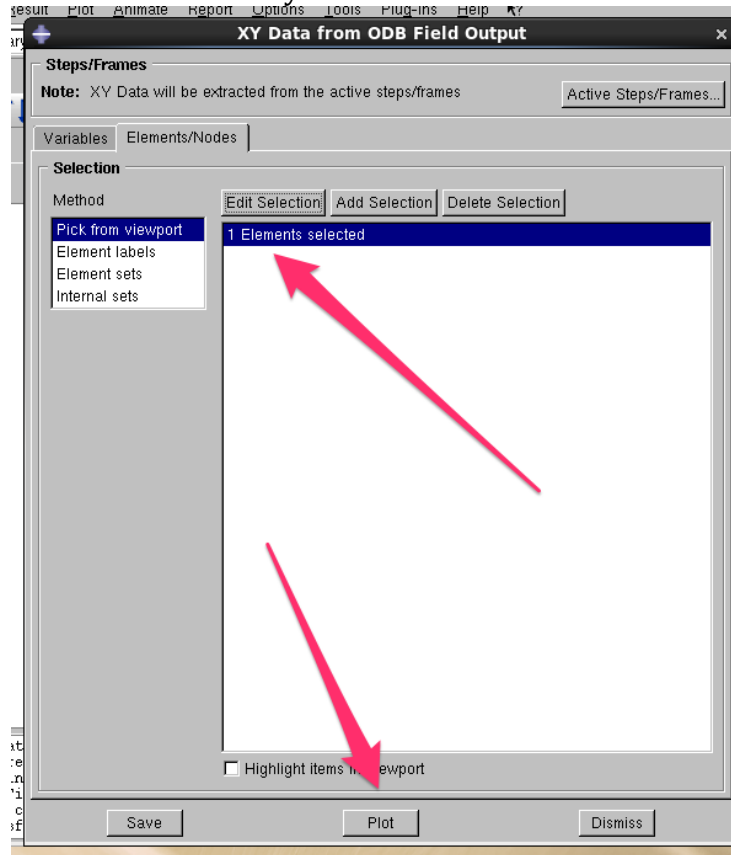 Result Plot Animate Report Options Tools Plug-ins Help
XY Data from ODB Field Output
Steps/Frames
Note: XY Data will be extracted from the active steps/frames
Active Steps/Frames...
Variables Elements/Nodes
Selection
Method
Edit Selection Add Selection Delete Selection
Pick from viewport
Element labels
Element sets
Internal sets
1 Elements selected
Highlight items in viewport
Save Plot Dismiss